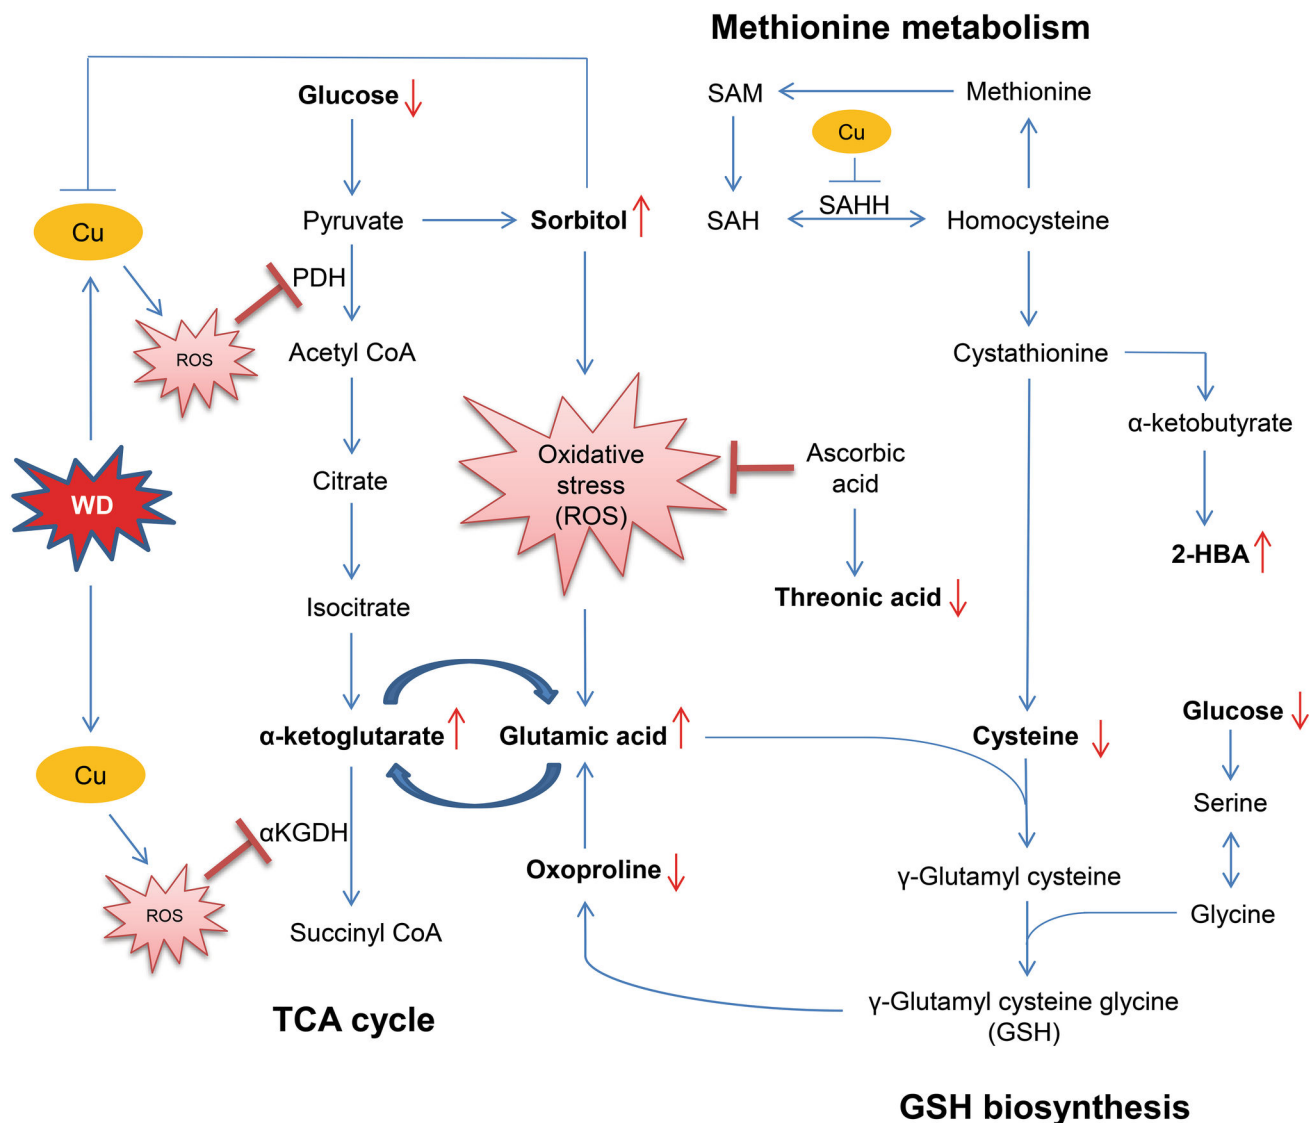 Methionine metabolism
Glucose
SAM
Methionine
Cu
Cu
Pyruvate
Sorbitol
SAH
SAHH
Homocysteine
PDH
ROS
Acetyl CoA
Cystathionine
α-ketobutyrate
WD
Citrate
Oxidative
stress
(ROS)
Ascorbic
acid
2-HBA
Threonic acid
Isocitrate
α-ketoglutarate
Glutamic acid
Cysteine
Glucose
Cu
Serine
αKGDH
Oxoproline
γ-Glutamyl cysteine
ROS
Glycine
Succinyl CoA
γ-Glutamyl cysteine glycine
(GSH)
TCA cycle
GSH biosynthesis